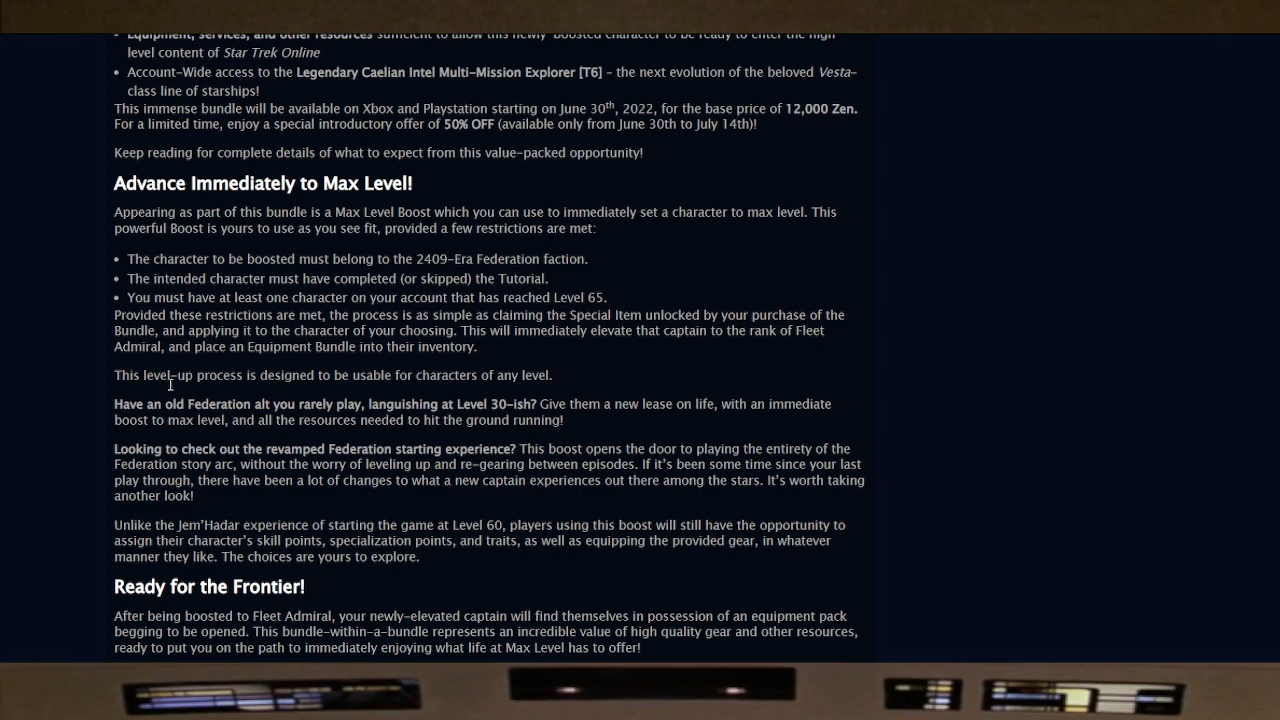 Equipment, services, and other resources sufficient to allow this newly-boosted character to be ready to enter the high
level content of Star Trek Online
• Account-Wide access to the Legendary Caelian Intel Multi-Mission Explorer [T6] – the next evolution of the beloved Vesta-
class line of starships!
This immense bundle will be available on Xbox and Playstation starting on June 30th, 2022, for the base price of 12,000 Zen.
For a limited time, enjoy a special introductory offer of 50% OFF (available only from June 30th to July 14th)!
Keep reading for complete details of what to expect from this value-packed opportunity!
Advance Immediately to Max Level!
Appearing as part of this bundle is a Max Level Boost which you can use to immediately set a character to max level. This
powerful Boost is yours to use as you see fit, provided a few restrictions are met:
• The character to be boosted must belong to the 2409-Era Federation faction.
• The intended character must have completed (or skipped) the Tutorial.
• You must have at least one character on your account that has reached Level 65.
Provided these restrictions are met, the process is as simple as claiming the Special Item unlocked by your purchase of the
Bundle, and applying it to the character of your choosing. This will immediately elevate that captain to the rank of Fleet
Admiral, and place an Equipment Bundle into their inventory.
This level-up process is designed to be usable for characters of any level.
Have an old Federation alt you rarely play, languishing at Level 30-ish? Give them a new lease on life, with an immediate
boost to max level, and all the resources needed to hit the ground running!
Looking to check out the revamped Federation starting experience? This boost opens the door to playing the entirety of the
Federation story arc, without the worry of leveling up and re-gearing between episodes. If it's been some time since your last
play through, there have been a lot of changes to what a new captain experiences out there among the stars. It's worth taking
another look!
Unlike the Jem'Hadar experience of starting the game at Level 60, players using this boost will still have the opportunity to
assign their character's skill points, specialization points, and traits, as well as equipping the provided gear, in whatever
manner they like. The choices are yours to explore.
Ready for the Frontier!
After being boosted to Fleet Admiral, your newly-elevated captain will find themselves in possession of an equipment pack
begging to be opened. This bundle-within-a-bundle represents an incredible value of high quality gear and other resources,
ready to put you on the path to immediately enjoying what life at Max Level has to offer!